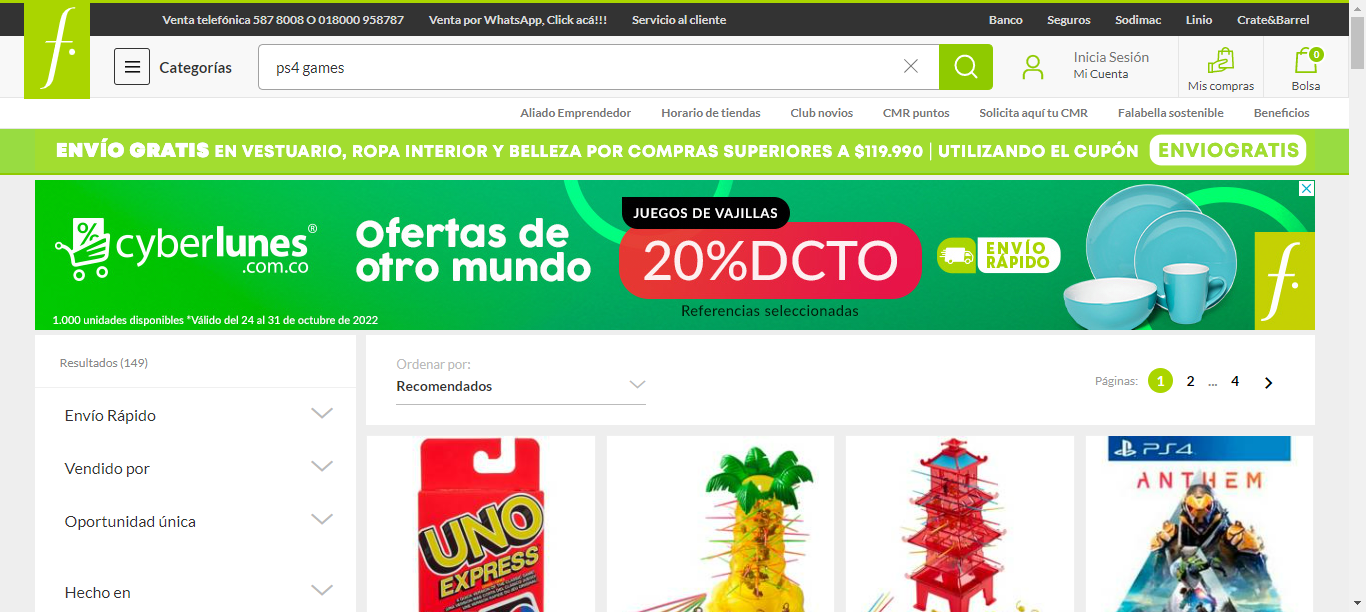 Venta telefónica 587 8008 O 018000 958787 Venta por WhatsApp, Click acá!!! Servicio al cliente Banco Seguros Sodimac Linio Crate&Barrel
f.
Categorías ps4 games Inicia Sesión
Mi Cuenta
Mis compras
0
Bolsa
Aliado Emprendedor Horario de tiendas Club novios CMR puntos Solicita aquí tu CMR Falabella sostenible Beneficios
ENVÍO GRATIS EN VESTUARIO, ROPA INTERIOR Y BELLEZA POR COMPRAS SUPERIORES A $119.990 | UTILIZANDO EL CUPÓN ENVIOGRATIS
cyberlunes®
.com.co
ofertas de
otro mundo
JUEGOS DE VAJILLAS
20%DCTO
Referencias seleccionadas
ENVÍO
RÁPIDO
f.
1.000 unidades disponibles *Válido del 24 al 31 de octubre de 2022
Resultados (149)
Envío Rápido
Vendido por
Oportunidad única
Hecho en
Ordenar por:
Recomendados
Páginas: 1 2 ... 4
UNO
EXPRESS
PS4
ANTHEM